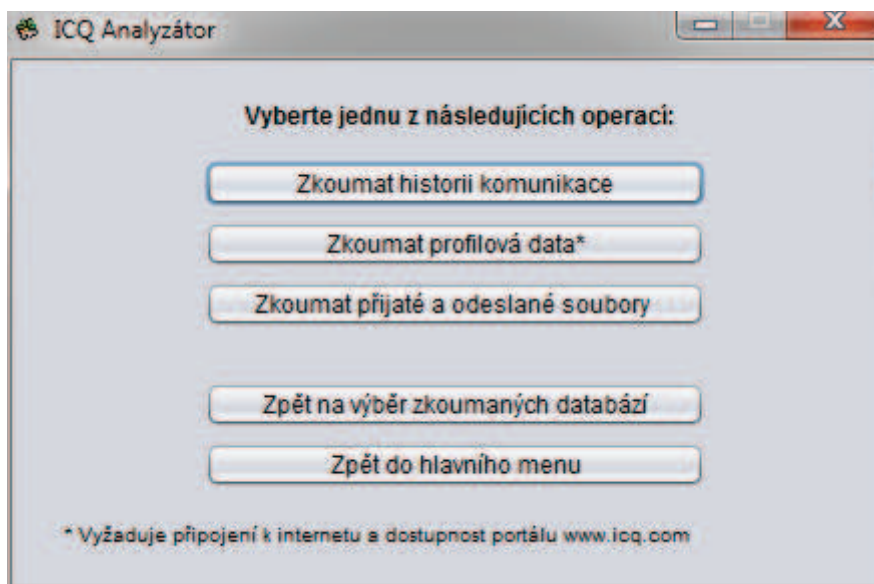 ICQ Analyzátor
Vyberte jednu z následujících operací:
Zkoumat historii komunikace
Zkoumat profilová data*
Zkoumat přijaté a odeslané soubory
Zpět na výběr zkoumaných databází
Zpět do hlavního menu
* Vyžaduje připojení k internetu a dostupnost portálu www.icq.com